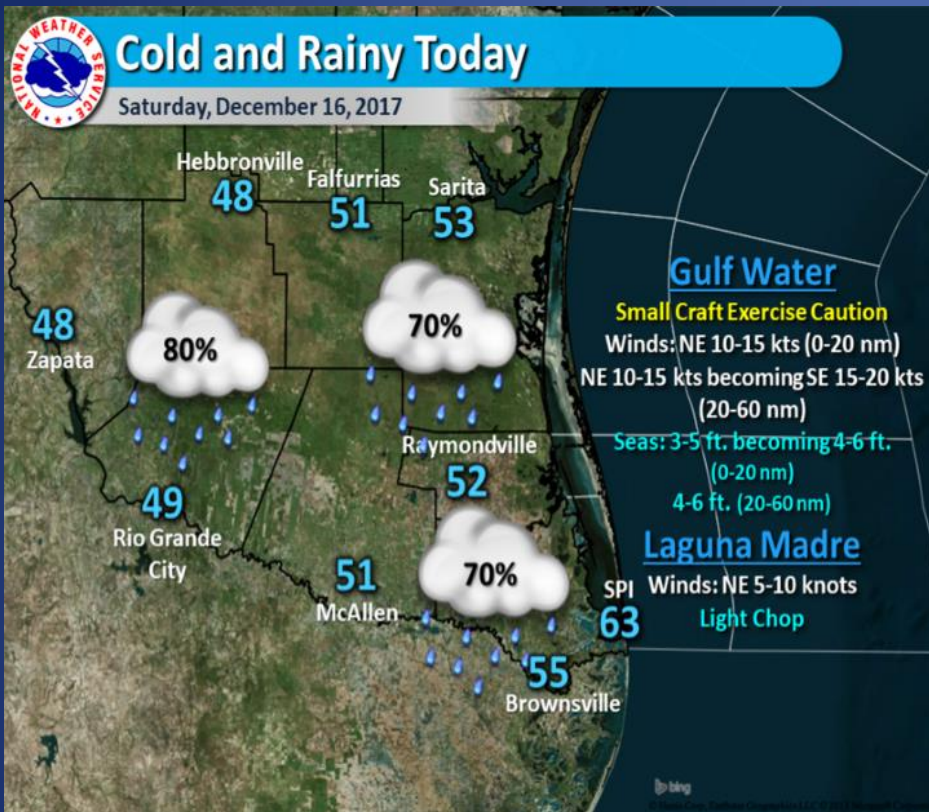 NATIONAL WEATHER SERVICE
Cold and Rainy Today
Saturday, December 16, 2017
Hebbronville
48
Falfurrias
51
Sarita
53
48
Zapata
80%
70%
Raymondville
52
49
Rio Grande
City
51
McAllen
70%
SPI
63
55
Brownsville
Gulf Water
Small Craft Exercise Caution
Winds: NE 10-15 kts (0-20 nm)
NE 10-15 kts becoming SE 15-20 kts
(20-60 nm)
Seas: 3-5 ft. becoming 4-6 ft.
(0-20 nm)
4-6 ft. (20-60 nm)
Laguna Madre
Winds: NE 5-10 knots
Light Chop
bing